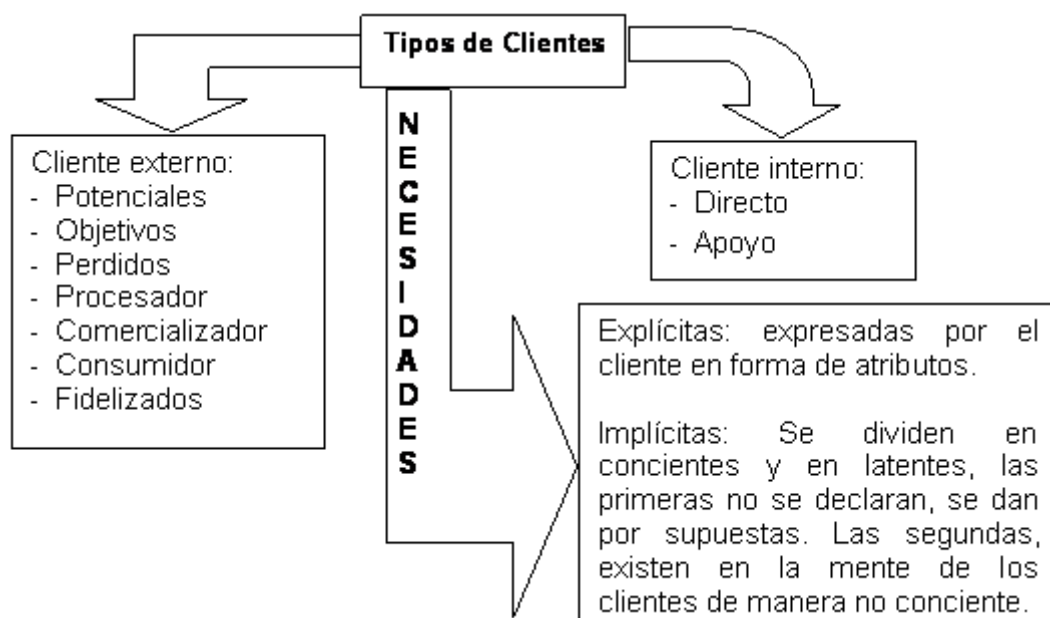 Tipos de Clientes
Cliente externo:
- Potenciales
- Objetivos
- Perdidos
- Procesador
- Comercializador
- Consumidor
- Fidelizados
NECESIDADES
Cliente interno:
- Directo
- Apoyo
Explícitas: expresadas por el
cliente en forma de atributos.
Implícitas: Se dividen en
concientes y en latentes, las
primeras no se declaran, se dan
por supuestas. Las segundas,
existen en la mente de los
clientes de manera no conciente.